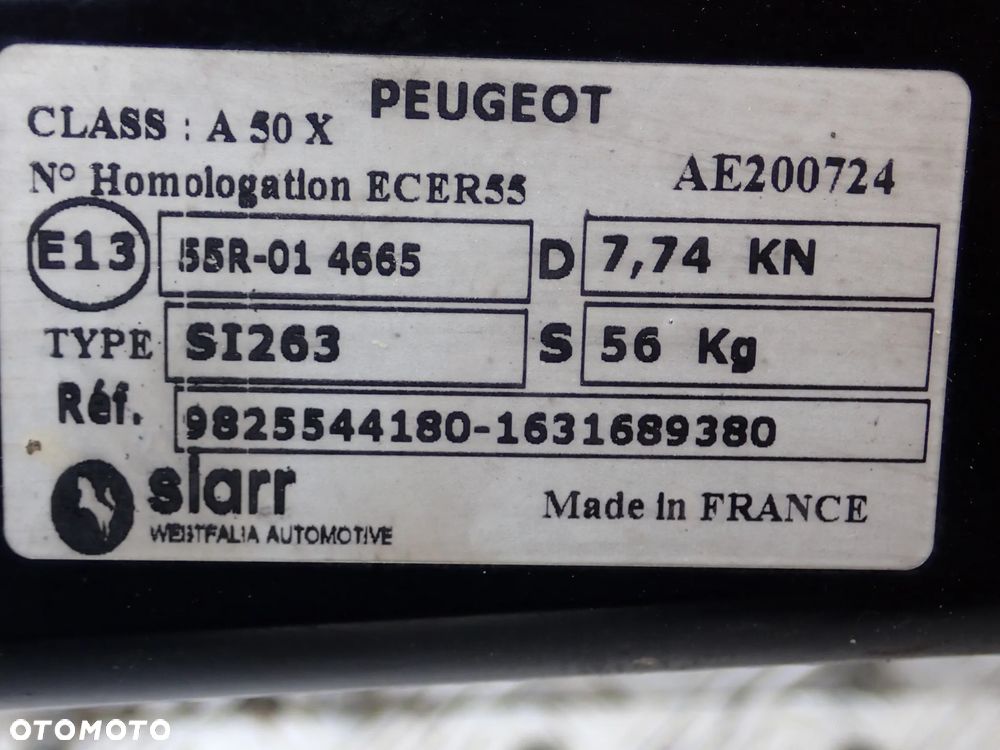 PEUGEOT
CLASS : A 50 X
N° Homologation ECER55
AE200724
E13 55R-01 4665 D 7,74 KN
TYPE SI263 S 56 Kg
Réf. 9825544180-1631689380
siarr
WESTFALIA AUTOMOTIVE
Made in FRANCE
OTOMOTO